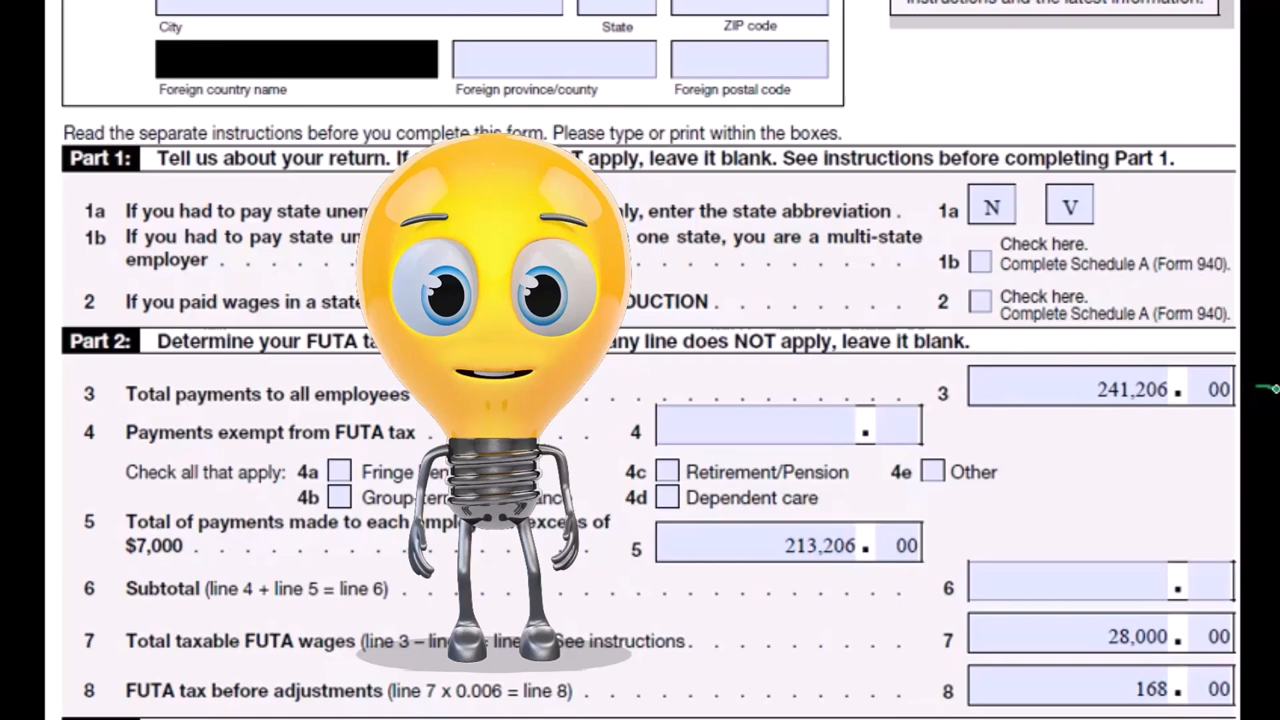 instructions and the latest information.
City State ZIP code
Foreign country name Foreign province/county Foreign postal code
Read the separate instructions before you complete this form. Please type or print within the boxes.
Part 1: Tell us about your return. If T apply, leave it blank. See instructions before completing Part 1.
1a If you had to pay state unem ly, enter the state abbreviation . 1a N V
1b If you had to pay state un one state, you are a multi-state
employer . . . . . . . . . . . . . . . . . 1b Check here.
Complete Schedule A (Form 940).
2 If you paid wages in a state DUCTION . . . . . . . 2 Check here.
Complete Schedule A (Form 940).
Part 2: Determine your FUTA ta any line does NOT apply, leave it blank.
3 Total payments to all employees . . . . . . . . . . . 3 241,206 . 00
4 Payments exempt from FUTA tax . . . 4 .
Check all that apply: 4a Fringe 4c Retirement/Pension 4e Other
4b 4d Dependent care
5 Total of payments made to each excess of
$7,000 . . . . . . . . . . . . 5 213,206 . 00
6 Subtotal (line 4 + line 5 = line 6) . . . . . . . . . . . . . . . 6 .
7 Total taxable FUTA wages (line 3 – line See instructions . . . . . . . 7 28,000 . 00
8 FUTA tax before adjustments (line 7 x 0.006 = line 8) . . . . . . . . . . 8 168 . 00